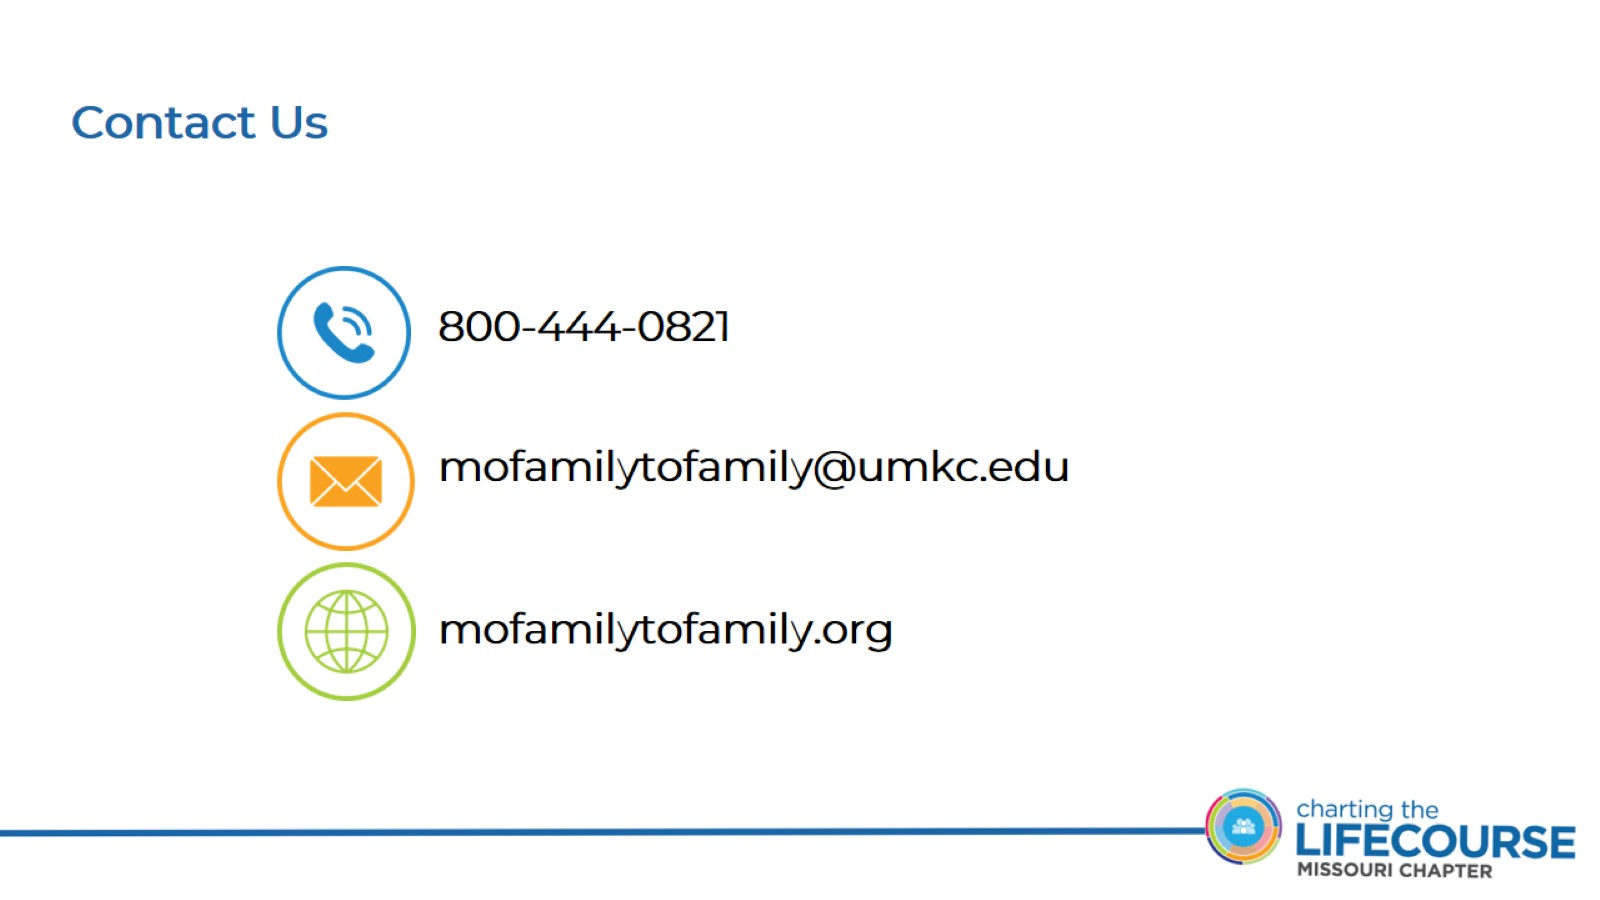 Contact Us
800-444-0821
mofamilytofamily@umkc.edu
mofamilytofamily.org
charting the
LIFECOURSE
MISSOURI CHAPTER